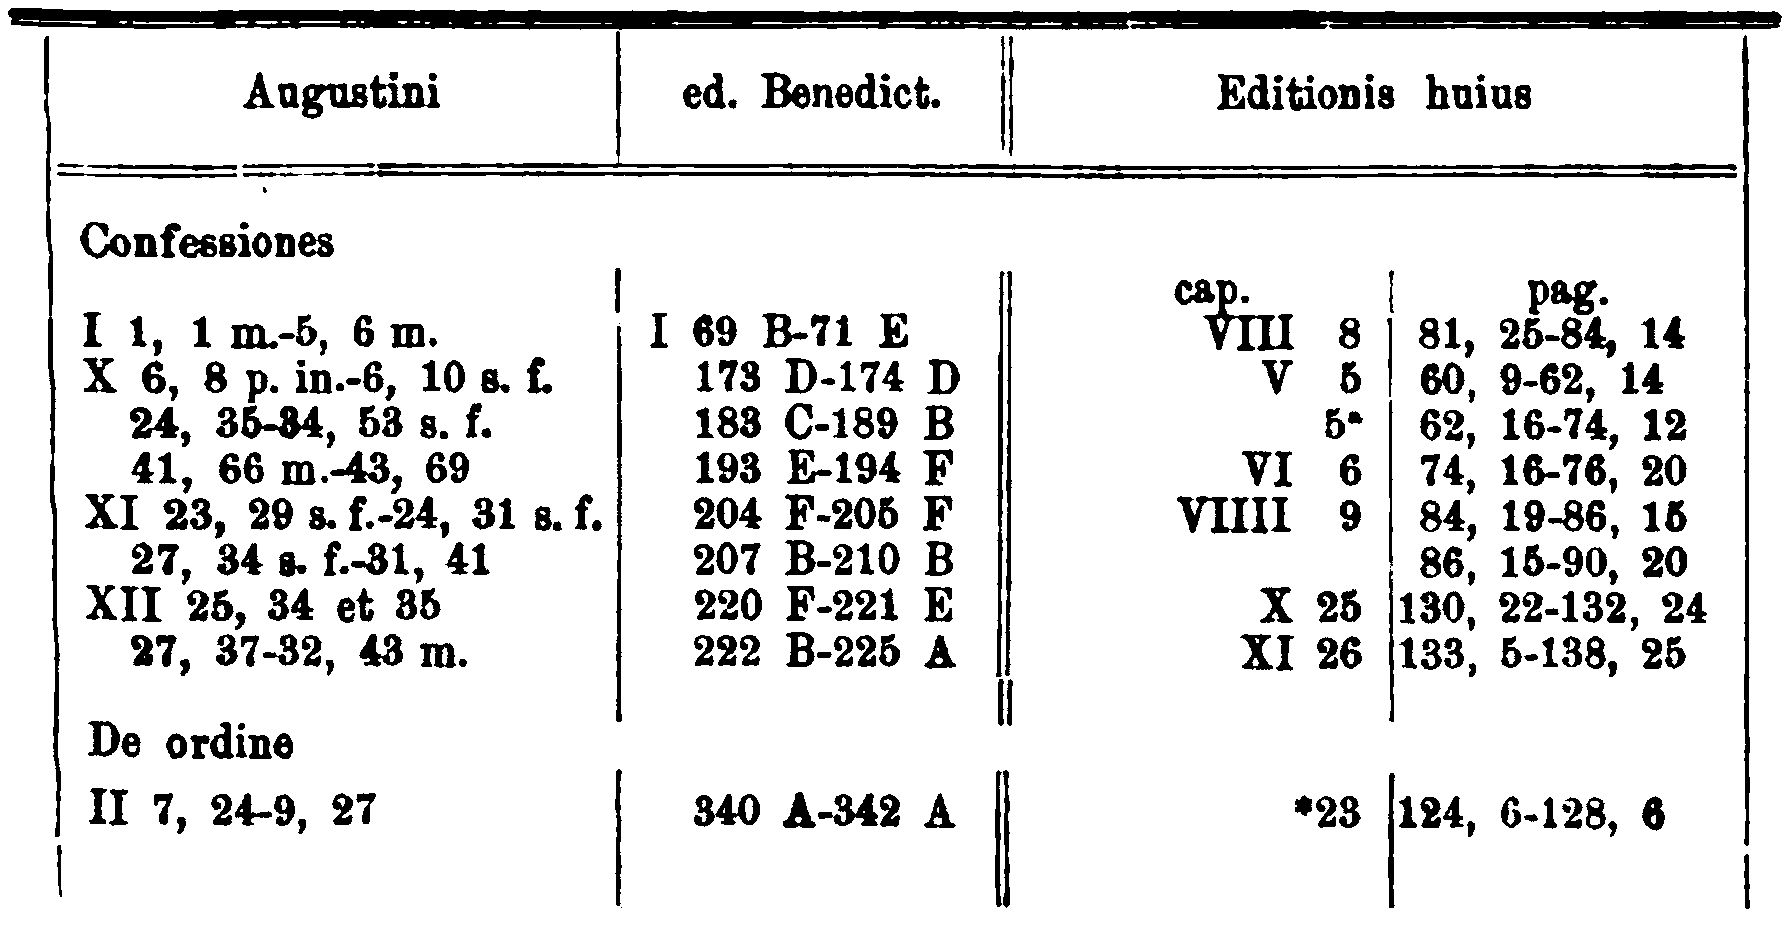 Augustini ed. Benedict. Editionis huius
Confessiones
cap. pag.
I 1, 1 m.-5, 6 m. I 69 B-71 E VIII 8 81, 25-84, 14
X 6, 8 p. in.-6, 10 s. f. 173 D-174 D V 5 60, 9-62, 14
24, 35-34, 53 s. f. 183 C-189 B 5ª 62, 16-74, 12
41, 66 m.-43, 69 193 E-194 F VI 6 74, 16-76, 20
XI 23, 29 s. f.-24, 31 s. f. 204 F-205 F VIIII 9 84, 19-86, 15
27, 34 s. f.-31, 41 207 B-210 B 86, 15-90, 20
XII 25, 34 et 35 220 F-221 E X 25 130, 22-132, 24
27, 37-32, 43 m. 222 B-225 A XI 26 133, 5-138, 25
De ordine
II 7, 24-9, 27 340 A-342 A *23 124, 6-128, 6